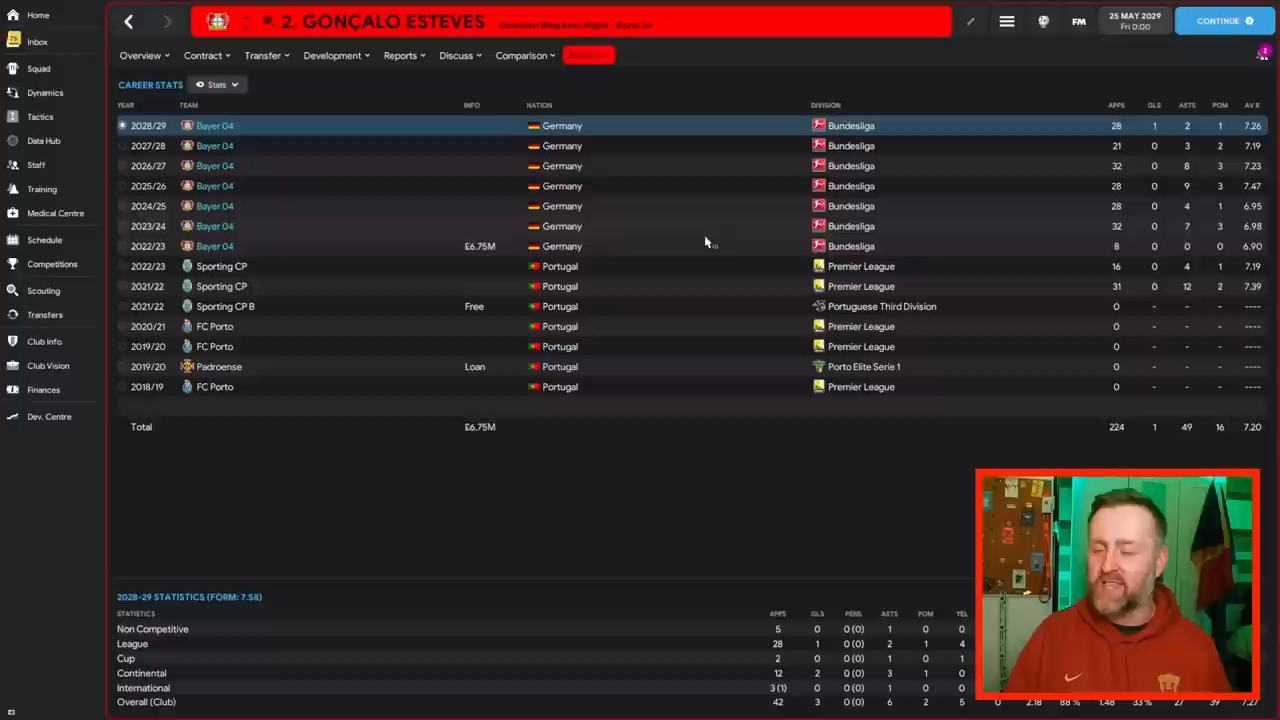 Home
Inbox
75
Squad
Dynamics
Tactics
Data Hub
Staff
Training
Medical Centre
Schedule
Competitions
Scouting
Transfers
Club Info
Club Vision
Finances
Dev. Centre
2. GONÇALO ESTEVES
FM
25 MAY 2029
Fri 0:00
CONTINUE
2
Overview Contract Transfer Development Reports Discuss Comparison
CAREER STATS Stats
YEAR TEAM INFO NATION DIVISION APPS GLS ASTS POM AV R
2028/29 Bayer 04 Germany Bundesliga 28 1 2 1 7.26
2027/28 Bayer 04 Germany Bundesliga 21 0 3 2 7.19
2026/27 Bayer 04 Germany Bundesliga 32 0 8 3 7.23
2025/26 Bayer 04 Germany Bundesliga 28 0 9 3 7.47
2024/25 Bayer 04 Germany Bundesliga 28 0 4 1 6.95
2023/24 Bayer 04 Germany Bundesliga 32 0 7 3 6.98
2022/23 Bayer 04 £6.75M Germany Bundesliga 8 0 0 0 6.90
2022/23 Sporting CP Portugal Premier League 16 0 4 1 7.19
2021/22 Sporting CP Portugal Premier League 31 0 12 2 7.39
2021/22 Sporting CP B Free Portugal Portuguese Third Division 0 - - - ----
2020/21 FC Porto Portugal Premier League 0 - - - ----
2019/20 FC Porto Portugal Premier League 0 - - - ----
2019/20 Padroense Loan Portugal Porto Elite Serie 1 0 - - - ----
2018/19 FC Porto Portugal Premier League 0 - - - ----
Total £6.75M 224 1 49 16 7.20
2028-29 STATISTICS (FORM: 7.58)
STATISTICS APPS GLS PENS ASTS POM YEL
Non Competitive 5 0 0 (0) 1 0 0
League 28 1 0 (0) 2 1 4
Cup 2 0 0 (0) 1 0 1
Continental 12 2 0 (0) 3 1 0
International 3 (1) 0 0 (0) 1 0 0
Overall (Club) 42 3 0 (0) 6 2 5 0 2.18 88 % 1.48 33 % 27 39 7.27